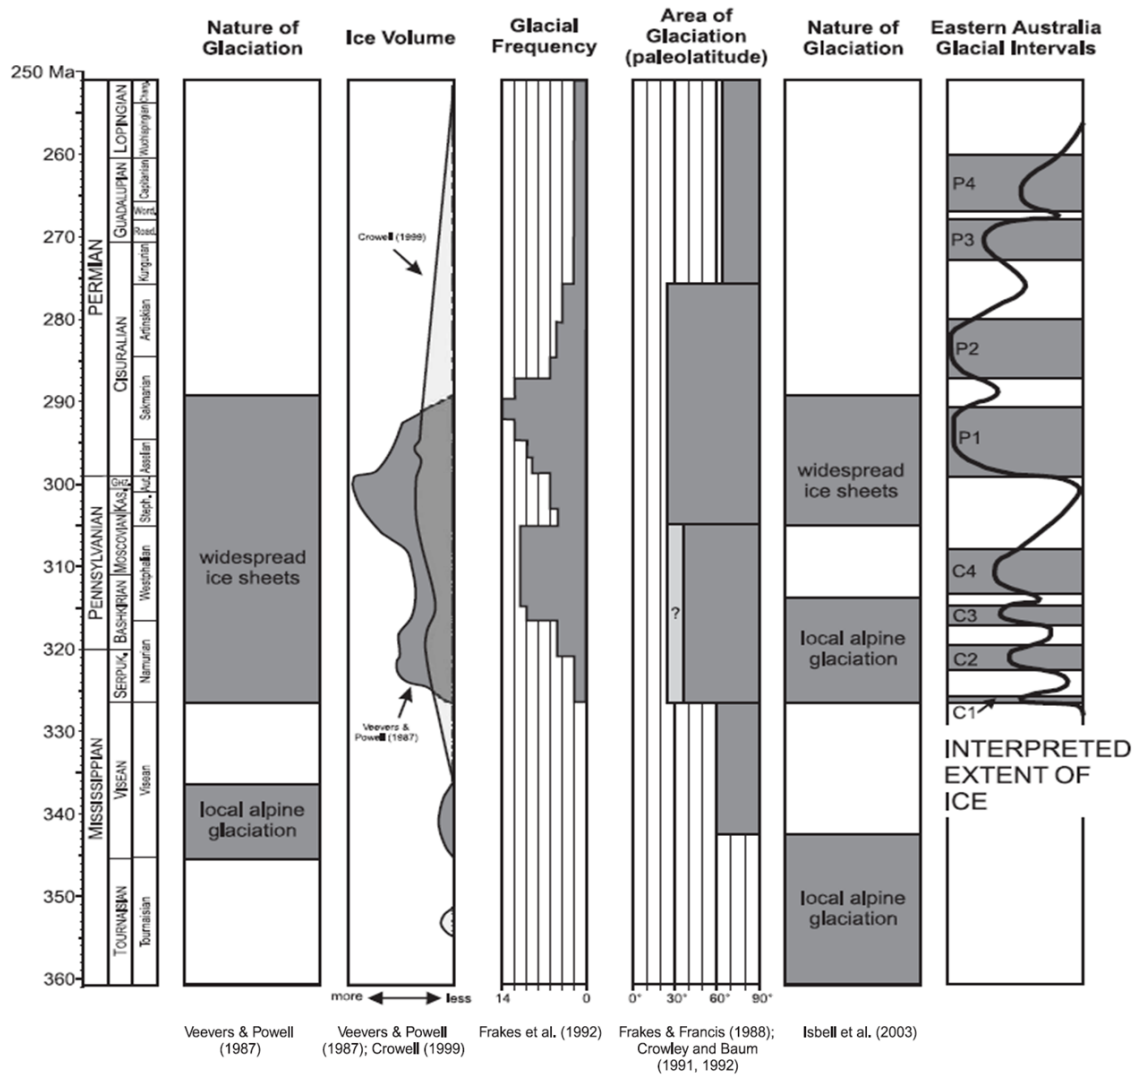 Nature of
Glaciation
Ice Volume
Glacial
Frequency
Area of
Glaciation
(paleolatitude)
Nature of
Glaciation
Eastern Australia
Glacial Intervals
250 Ma
260
270
280
290
300
310
320
330
340
350
360
PERMIAN
PENNSYLVANIAN
MISSISSIPPIAN
LOPINGIAN
GUADALUPIAN
CISURALIAN
GHZ.
KAS.
MOSCOVIAN
BASHKIRIAN
SERPUK.
VISEAN
TOURNAISIAN
Chang.
Wuchiapingian
Capitanian
Word.
Road.
Kungurian
Artinskian
Sakmarian
Asselian
Aut.
Steph.
Westphalian
Namurian
Visean
Tournaisian
widespread
ice sheets
local alpine
glaciation
Crowell (1999)
Veevers &
Powell (1987)
more
less
14
0
?
0°
30°
60°
90°
widespread
ice sheets
local alpine
glaciation
local alpine
glaciation
P4
P3
P2
P1
C4
C3
C2
C1
INTERPRETED
EXTENT OF
ICE
Veevers & Powell
(1987)
Veevers & Powell
(1987); Crowell (1999)
Frakes et al. (1992)
Frakes & Francis (1988);
Crowley and Baum
(1991, 1992)
Isbell et al. (2003)